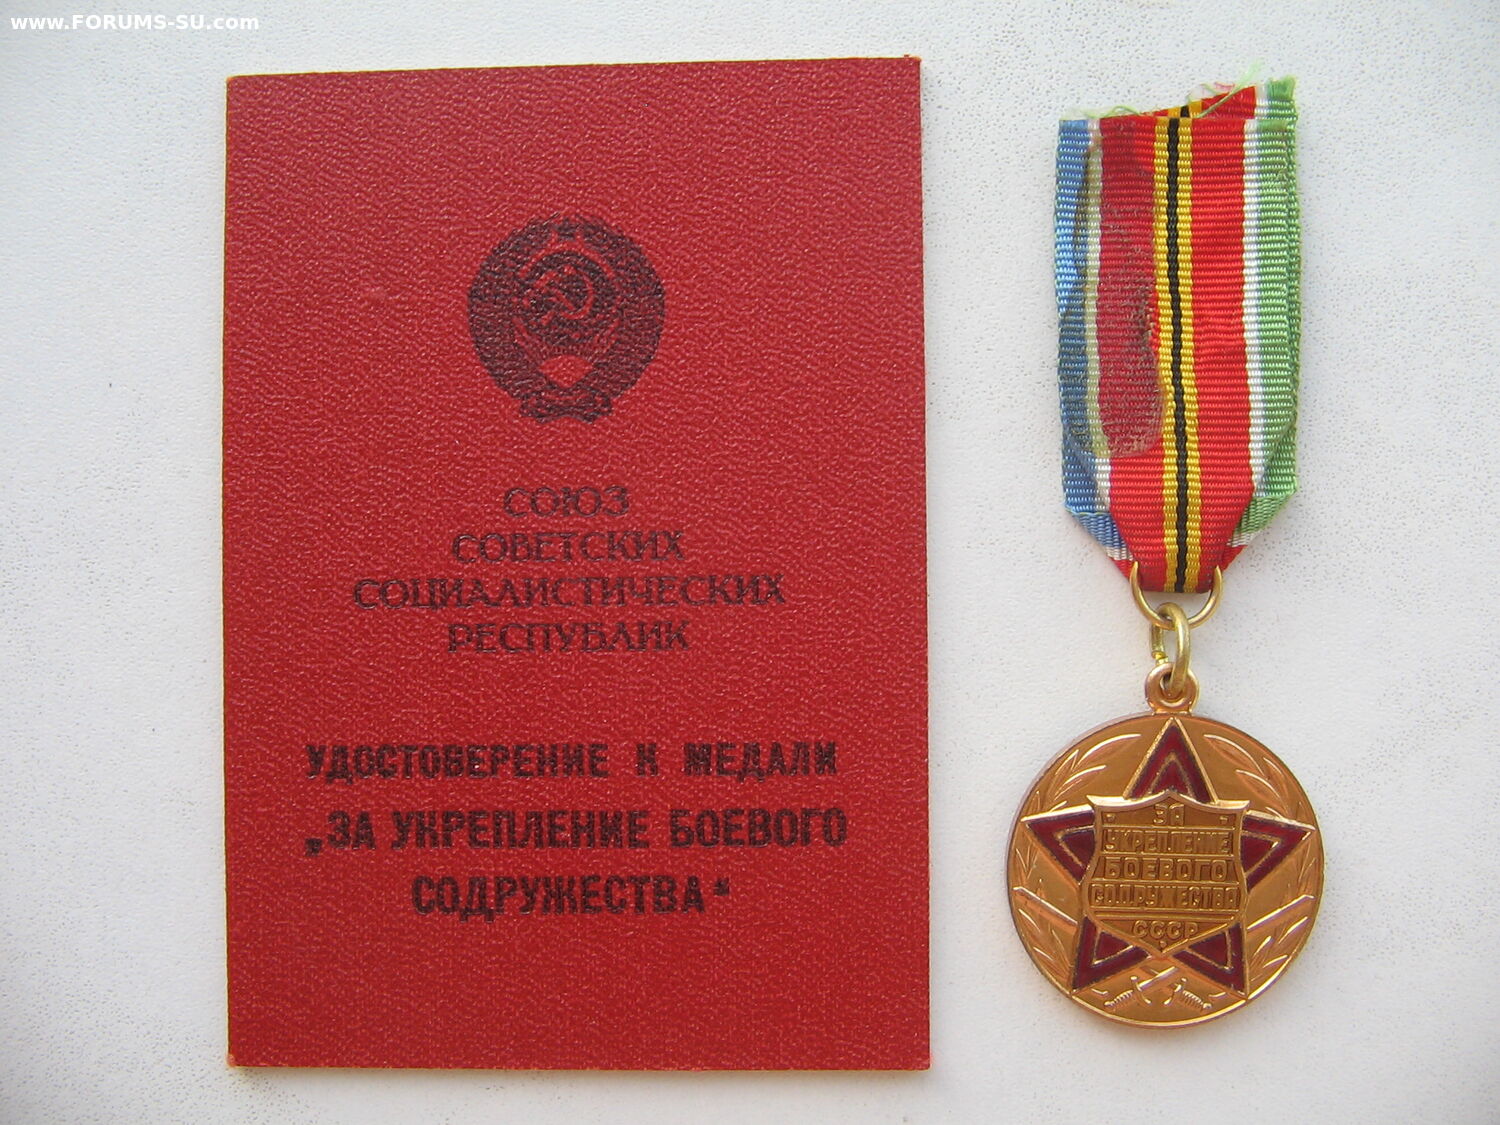 www.FORUMS-SU.com
СОЮЗ
СОВЕТСКИХ
СОЦИАЛИСТИЧЕСКИХ
РЕСПУБЛИК
УДОСТОВЕРЕНИЕ К МЕДАЛИ
„ЗА УКРЕПЛЕНИЕ БОЕВОГО
СОДРУЖЕСТВА“
ЗА
УКРЕПЛЕНИЕ
БОЕВОГО
СОДРУЖЕСТВА
СССР